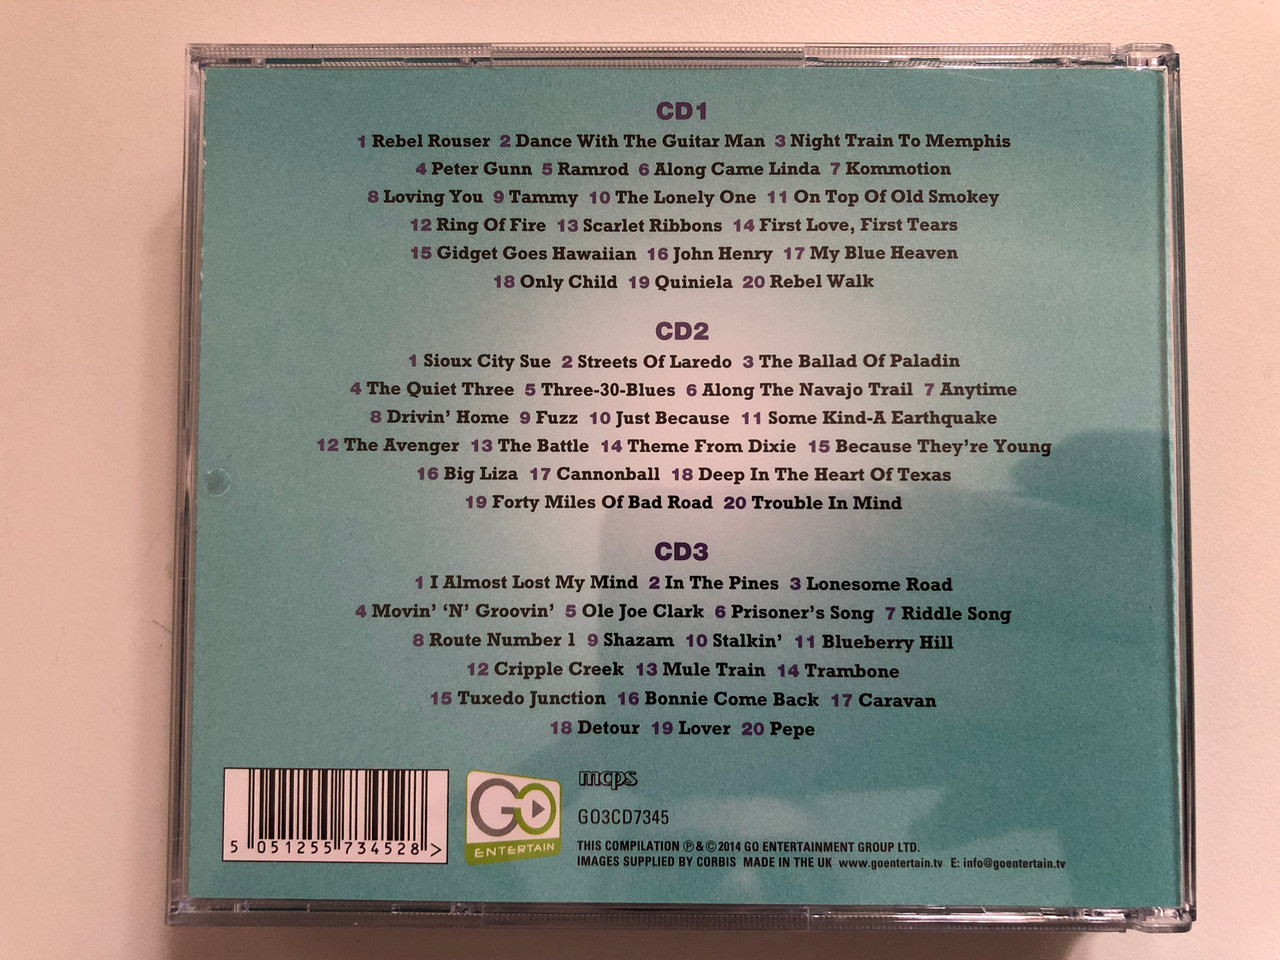 CD1
1 Rebel Rouser 2 Dance With The Guitar Man 3 Night Train To Memphis
4 Peter Gunn 5 Ramrod 6 Along Came Linda 7 Kommotion
8 Loving You 9 Tammy 10 The Lonely One 11 On Top Of Old Smokey
12 Ring Of Fire 13 Scarlet Ribbons 14 First Love, First Tears
15 Gidget Goes Hawaiian 16 John Henry 17 My Blue Heaven
18 Only Child 19 Quiniela 20 Rebel Walk
CD2
1 Sioux City Sue 2 Streets Of Laredo 3 The Ballad Of Paladin
4 The Quiet Three 5 Three-30-Blues 6 Along The Navajo Trail 7 Anytime
8 Drivin' Home 9 Fuzz 10 Just Because 11 Some Kind-A Earthquake
12 The Avenger 13 The Battle 14 Theme From Dixie 15 Because They're Young
16 Big Liza 17 Cannonball 18 Deep In The Heart Of Texas
19 Forty Miles Of Bad Road 20 Trouble In Mind
CD3
1 I Almost Lost My Mind 2 In The Pines 3 Lonesome Road
4 Movin' 'N' Groovin' 5 Ole Joe Clark 6 Prisoner's Song 7 Riddle Song
8 Route Number 1 9 Shazam 10 Stalkin' 11 Blueberry Hill
12 Cripple Creek 13 Mule Train 14 Trambone
15 Tuxedo Junction 16 Bonnie Come Back 17 Caravan
18 Detour 19 Lover 20 Pepe
5 051255 734528 >
GO
ENTERTAIN
mcps
GO3CD7345
THIS COMPILATION ℗&©2014 GO ENTERTAINMENT GROUP LTD.
IMAGES SUPPLIED BY CORBIS MADE IN THE UK www.goentertain.tv E: info@goentertain.tv